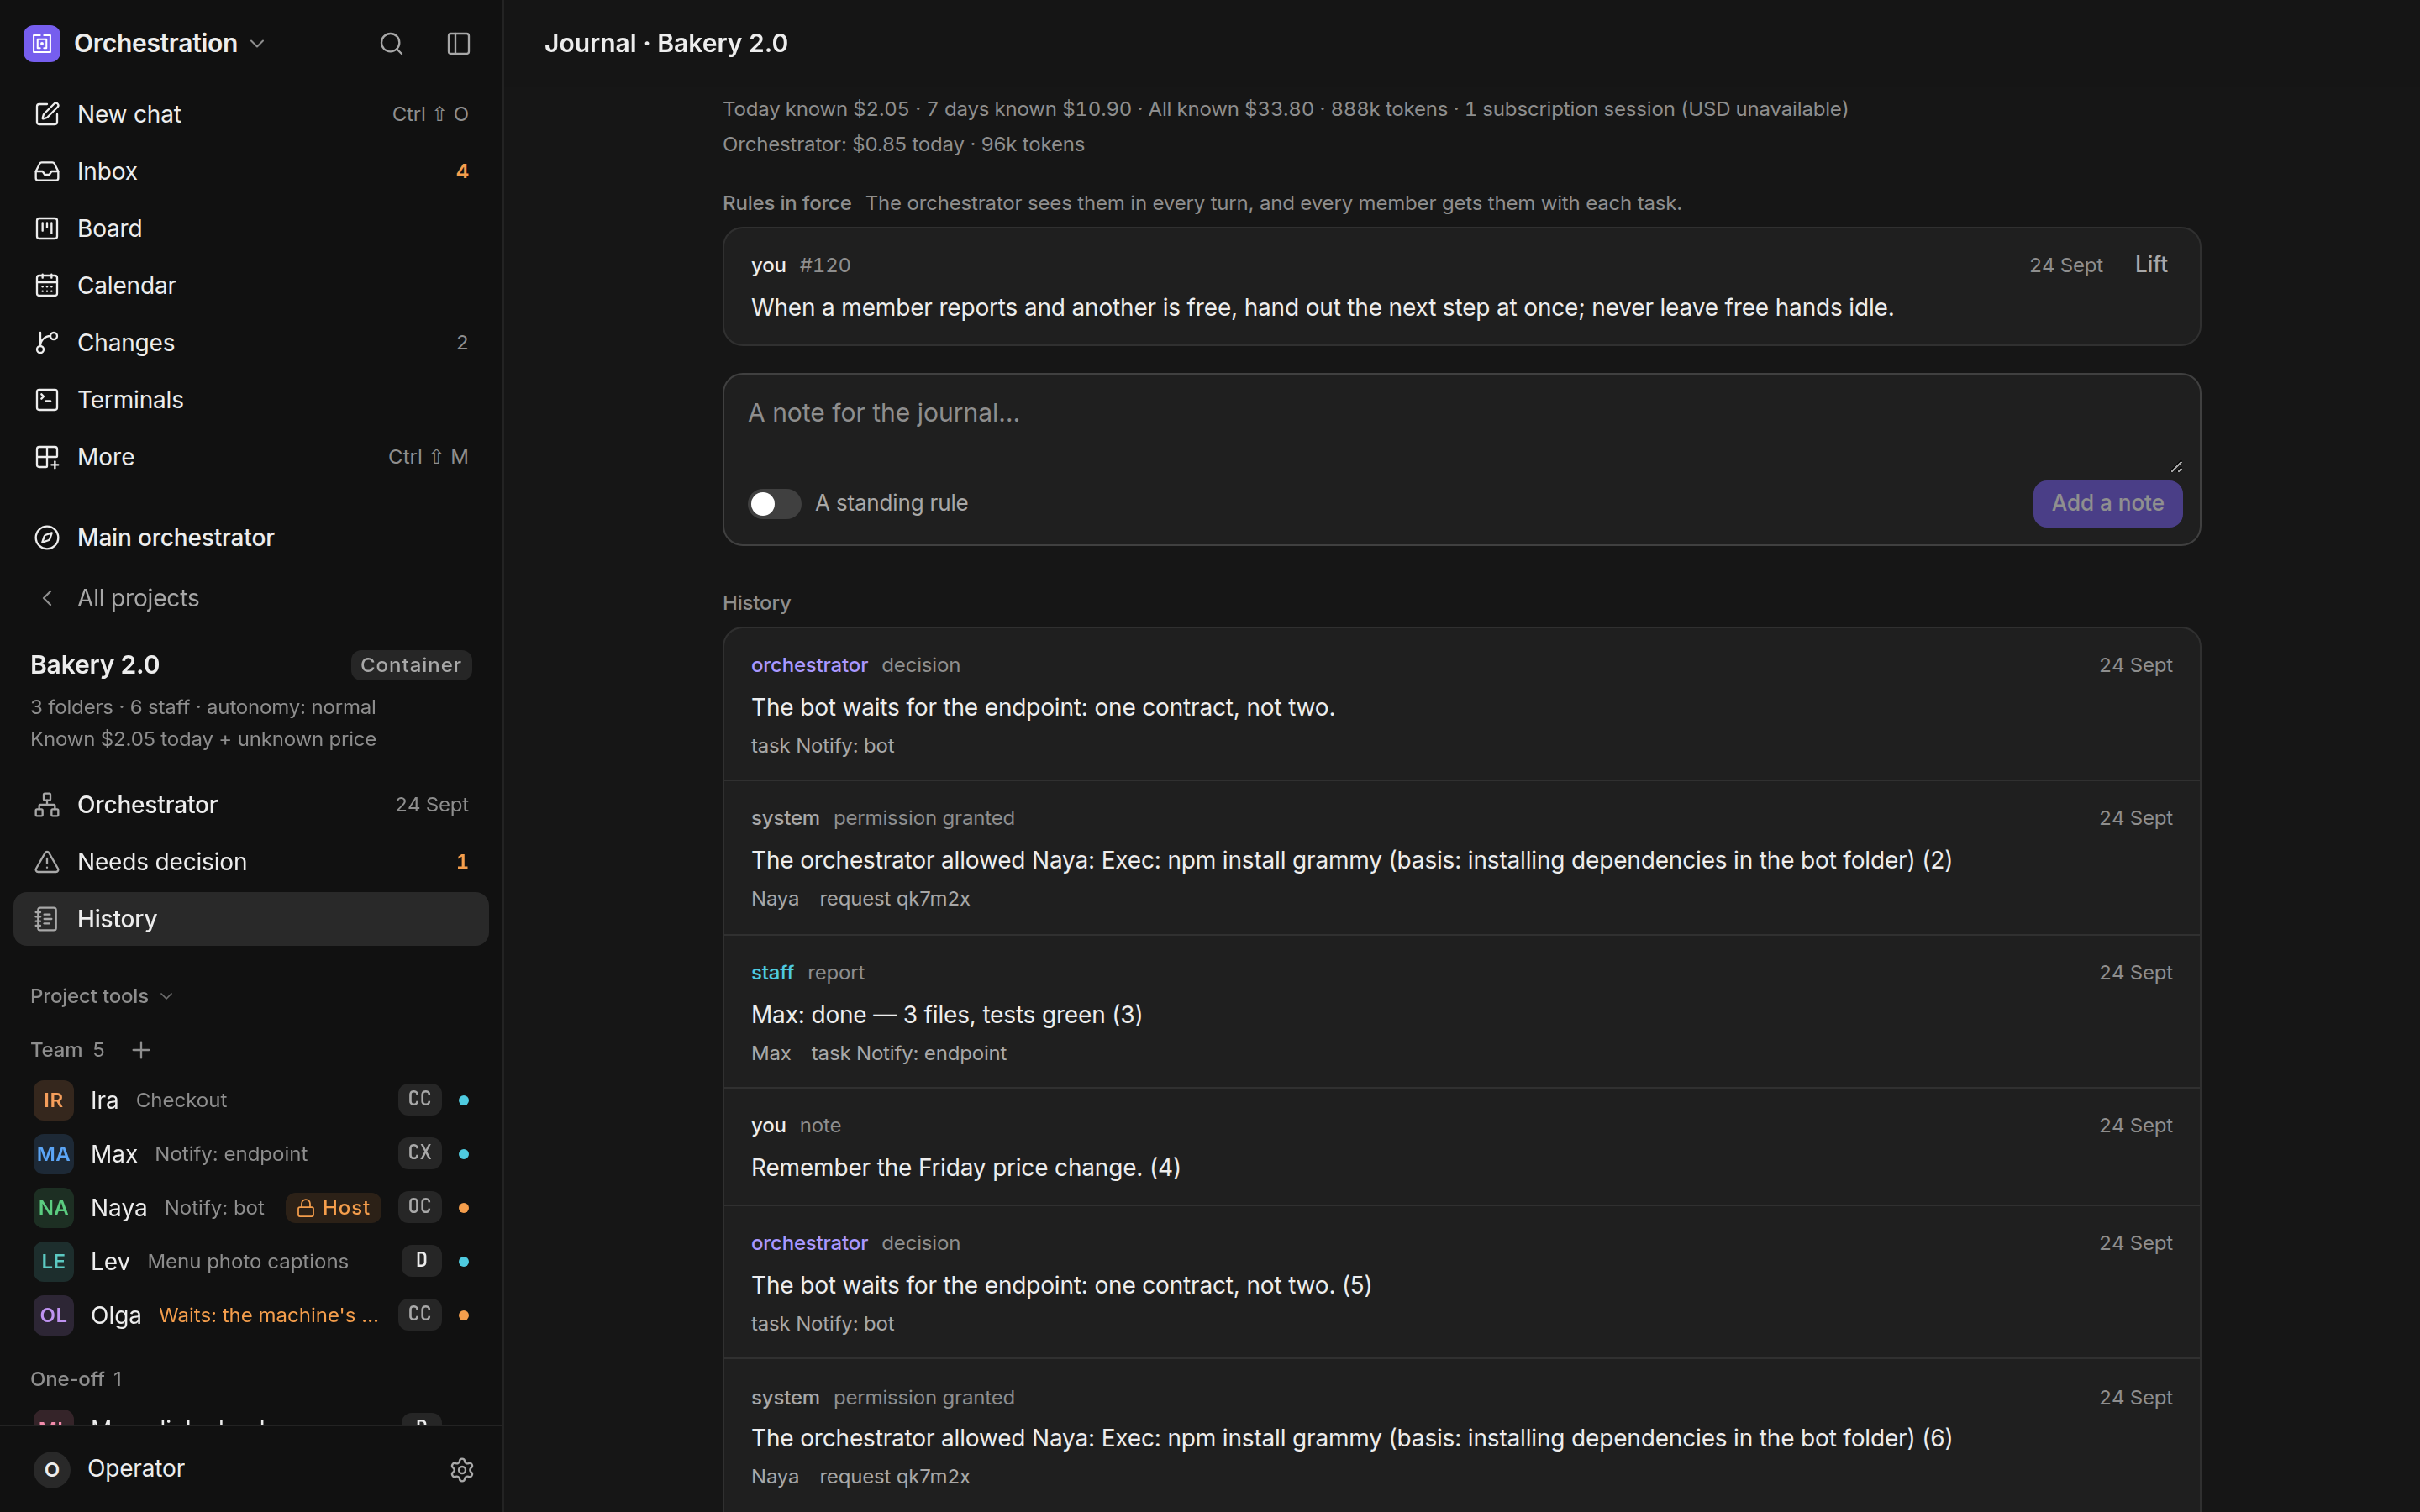 Orchestration
New chat Ctrl ⇧ O
Inbox 4
Board
Calendar
Changes 2
Terminals
More Ctrl ⇧ M
Main orchestrator
All projects
Bakery 2.0 Container
3 folders · 6 staff · autonomy: normal
Known $2.05 today + unknown price
Orchestrator 24 Sept
Needs decision 1
History
Project tools
Team 5
IR Ira Checkout CC
MA Max Notify: endpoint CX
NA Naya Notify: bot Host OC
LE Lev Menu photo captions D
OL Olga Waits: the machine's ... CC
One-off 1
O Operator
Journal · Bakery 2.0
Today known $2.05 · 7 days known $10.90 · All known $33.80 · 888k tokens · 1 subscription session (USD unavailable)
Orchestrator: $0.85 today · 96k tokens
Rules in force The orchestrator sees them in every turn, and every member gets them with each task.
you #120 24 Sept Lift
When a member reports and another is free, hand out the next step at once; never leave free hands idle.
A note for the journal...
A standing rule Add a note
History
orchestrator decision 24 Sept
The bot waits for the endpoint: one contract, not two.
task Notify: bot
system permission granted 24 Sept
The orchestrator allowed Naya: Exec: npm install grammy (basis: installing dependencies in the bot folder) (2)
Naya request qk7m2x
staff report 24 Sept
Max: done — 3 files, tests green (3)
Max task Notify: endpoint
you note 24 Sept
Remember the Friday price change. (4)
orchestrator decision 24 Sept
The bot waits for the endpoint: one contract, not two. (5)
task Notify: bot
system permission granted 24 Sept
The orchestrator allowed Naya: Exec: npm install grammy (basis: installing dependencies in the bot folder) (6)
Naya request qk7m2x